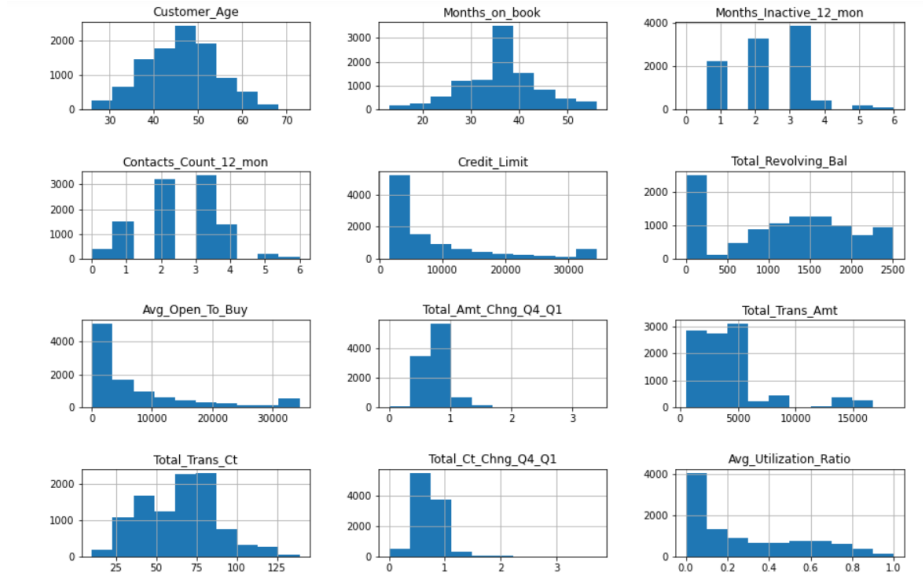 Customer_Age
2000
1000
0
30 40 50 60 70
Months_on_book
3000
2000
1000
0
20 30 40 50
Months_Inactive_12_mon
4000
2000
0
0 1 2 3 4 5 6
Contacts_Count_12_mon
3000
2000
1000
0
0 1 2 3 4 5 6
Credit_Limit
4000
2000
0
0 10000 20000 30000
Total_Revolving_Bal
2000
1000
0
0 500 1000 1500 2000 2500
Avg_Open_To_Buy
4000
2000
0
0 10000 20000 30000
Total_Amt_Chng_Q4_Q1
4000
2000
0
0 1 2 3
Total_Trans_Amt
3000
2000
1000
0
0 5000 10000 15000
Total_Trans_Ct
2000
1000
0
25 50 75 100 125
Total_Ct_Chng_Q4_Q1
4000
2000
0
0 1 2 3
Avg_Utilization_Ratio
4000
2000
0
0.0 0.2 0.4 0.6 0.8 1.0